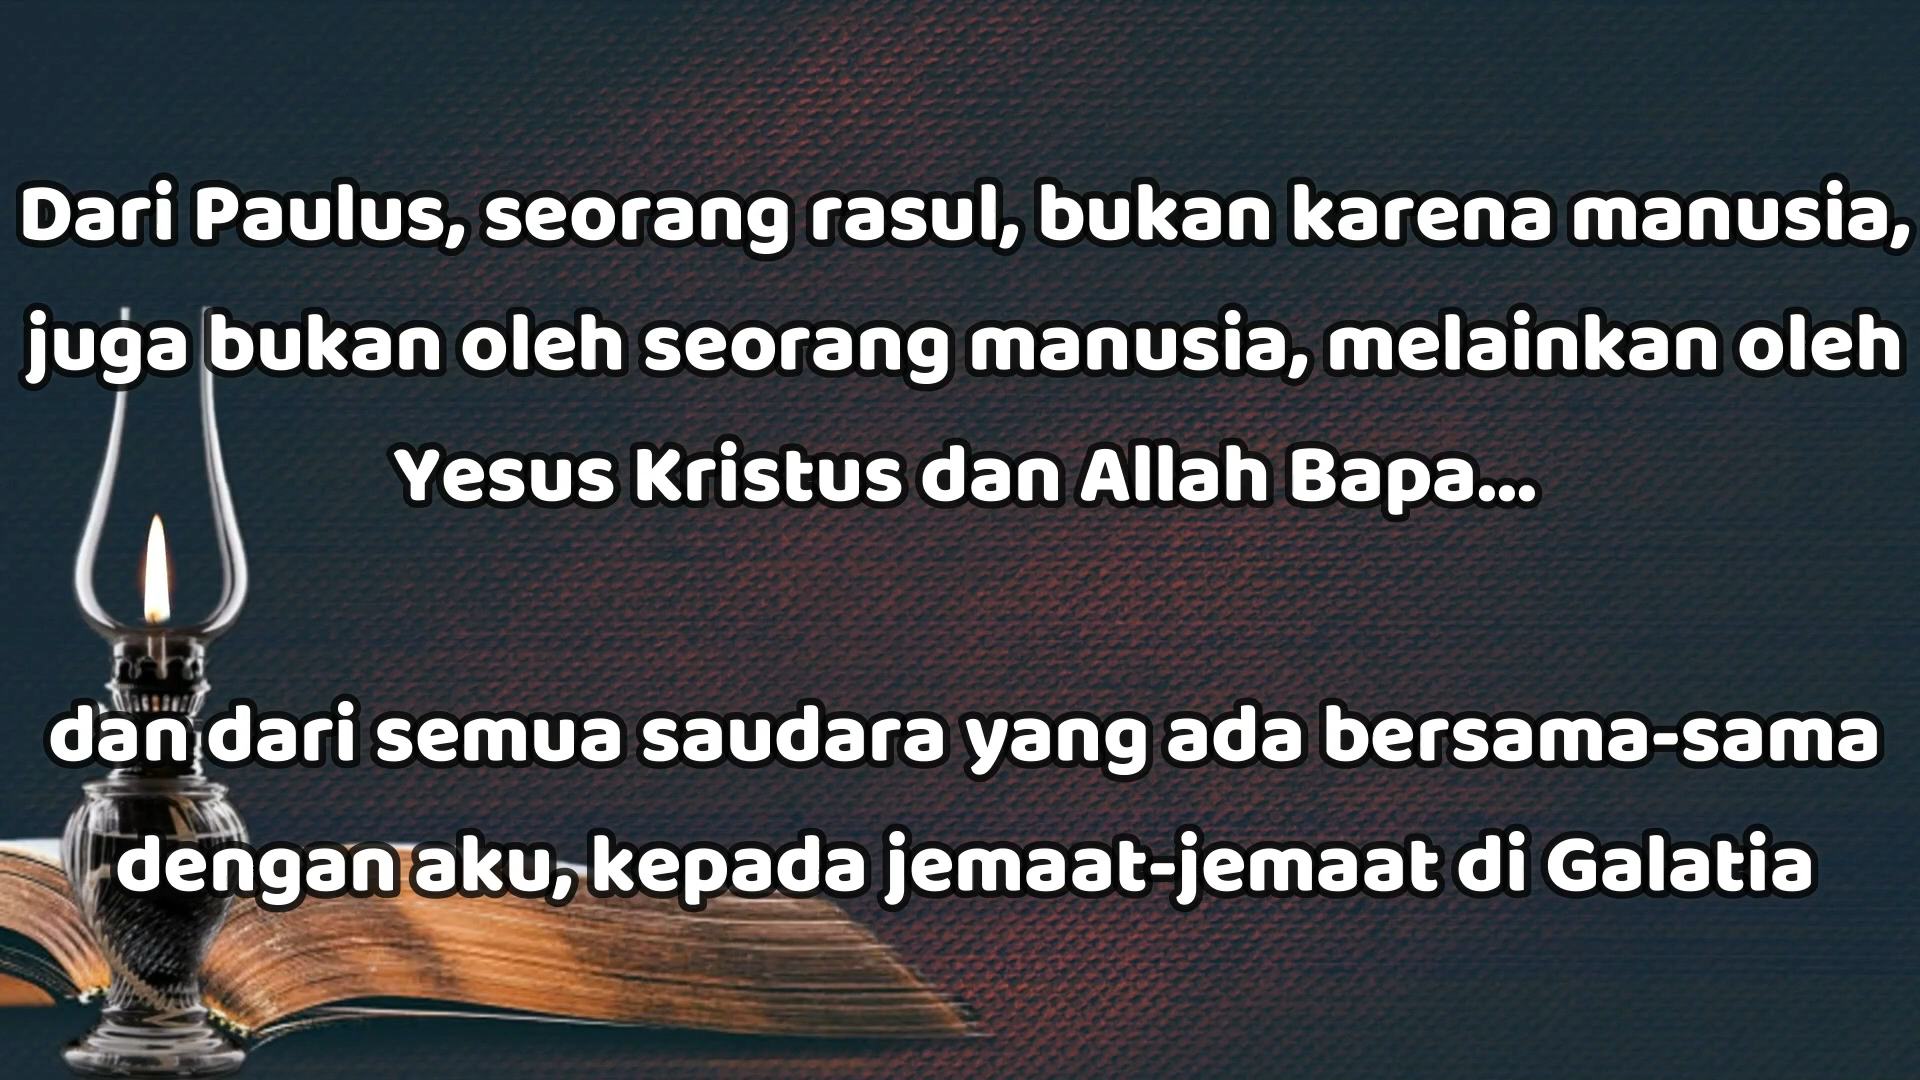 Dari Paulus, seorang rasul, bukan karena manusia,
juga bukan oleh seorang manusia, melainkan oleh
Yesus Kristus dan Allah Bapa...
dan dari semua saudara yang ada bersama-sama
dengan aku, kepada jemaat-jemaat di Galatia